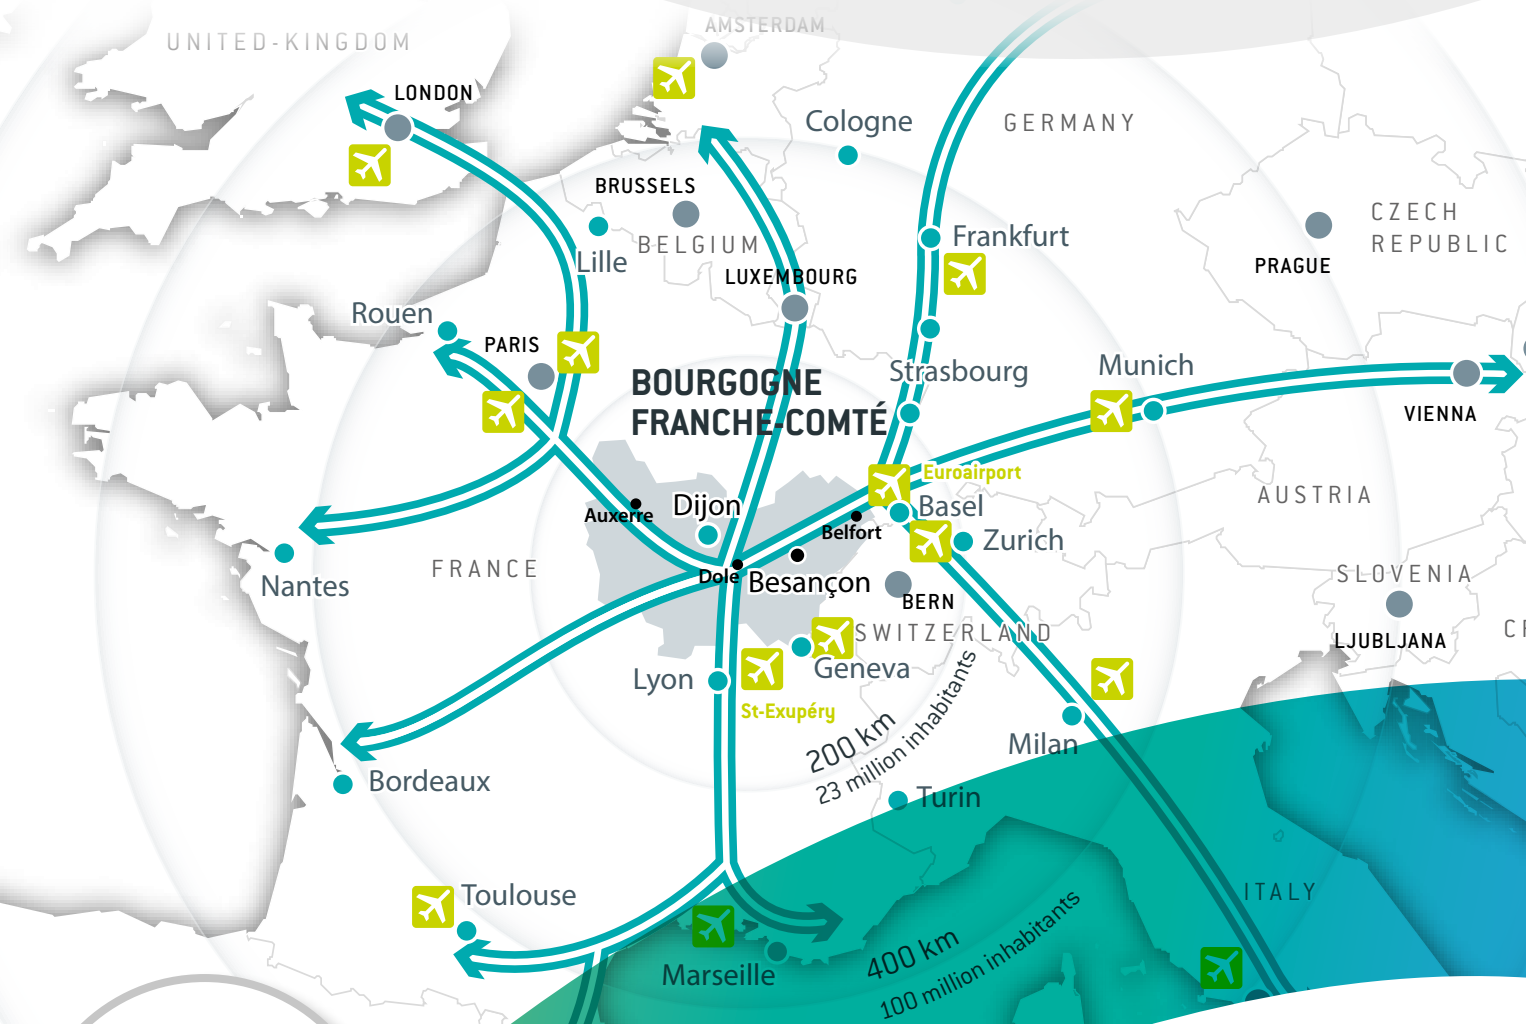 AMSTERDAM
UNITED-KINGDOM
LONDON
Cologne
GERMANY
BRUSSELS
CZECH
REPUBLIC
BELGIUM
Frankfurt
Lille
PRAGUE
LUXEMBOURG
Rouen
PARIS
Strasbourg
Munich
BOURGOGNE
FRANCHE-COMTÉ
VIENNA
Euroairport
AUSTRIA
Dijon
Basel
Auxerre
Belfort
Zurich
FRANCE
SLOVENIA
Dole
Besançon
Nantes
BERN
SWITZERLAND
LJUBLJANA
Geneva
Lyon
St-Exupéry
200 km
23 million inhabitants
Milan
Bordeaux
Turin
Toulouse
ITALY
Marseille
400 km
100 million inhabitants